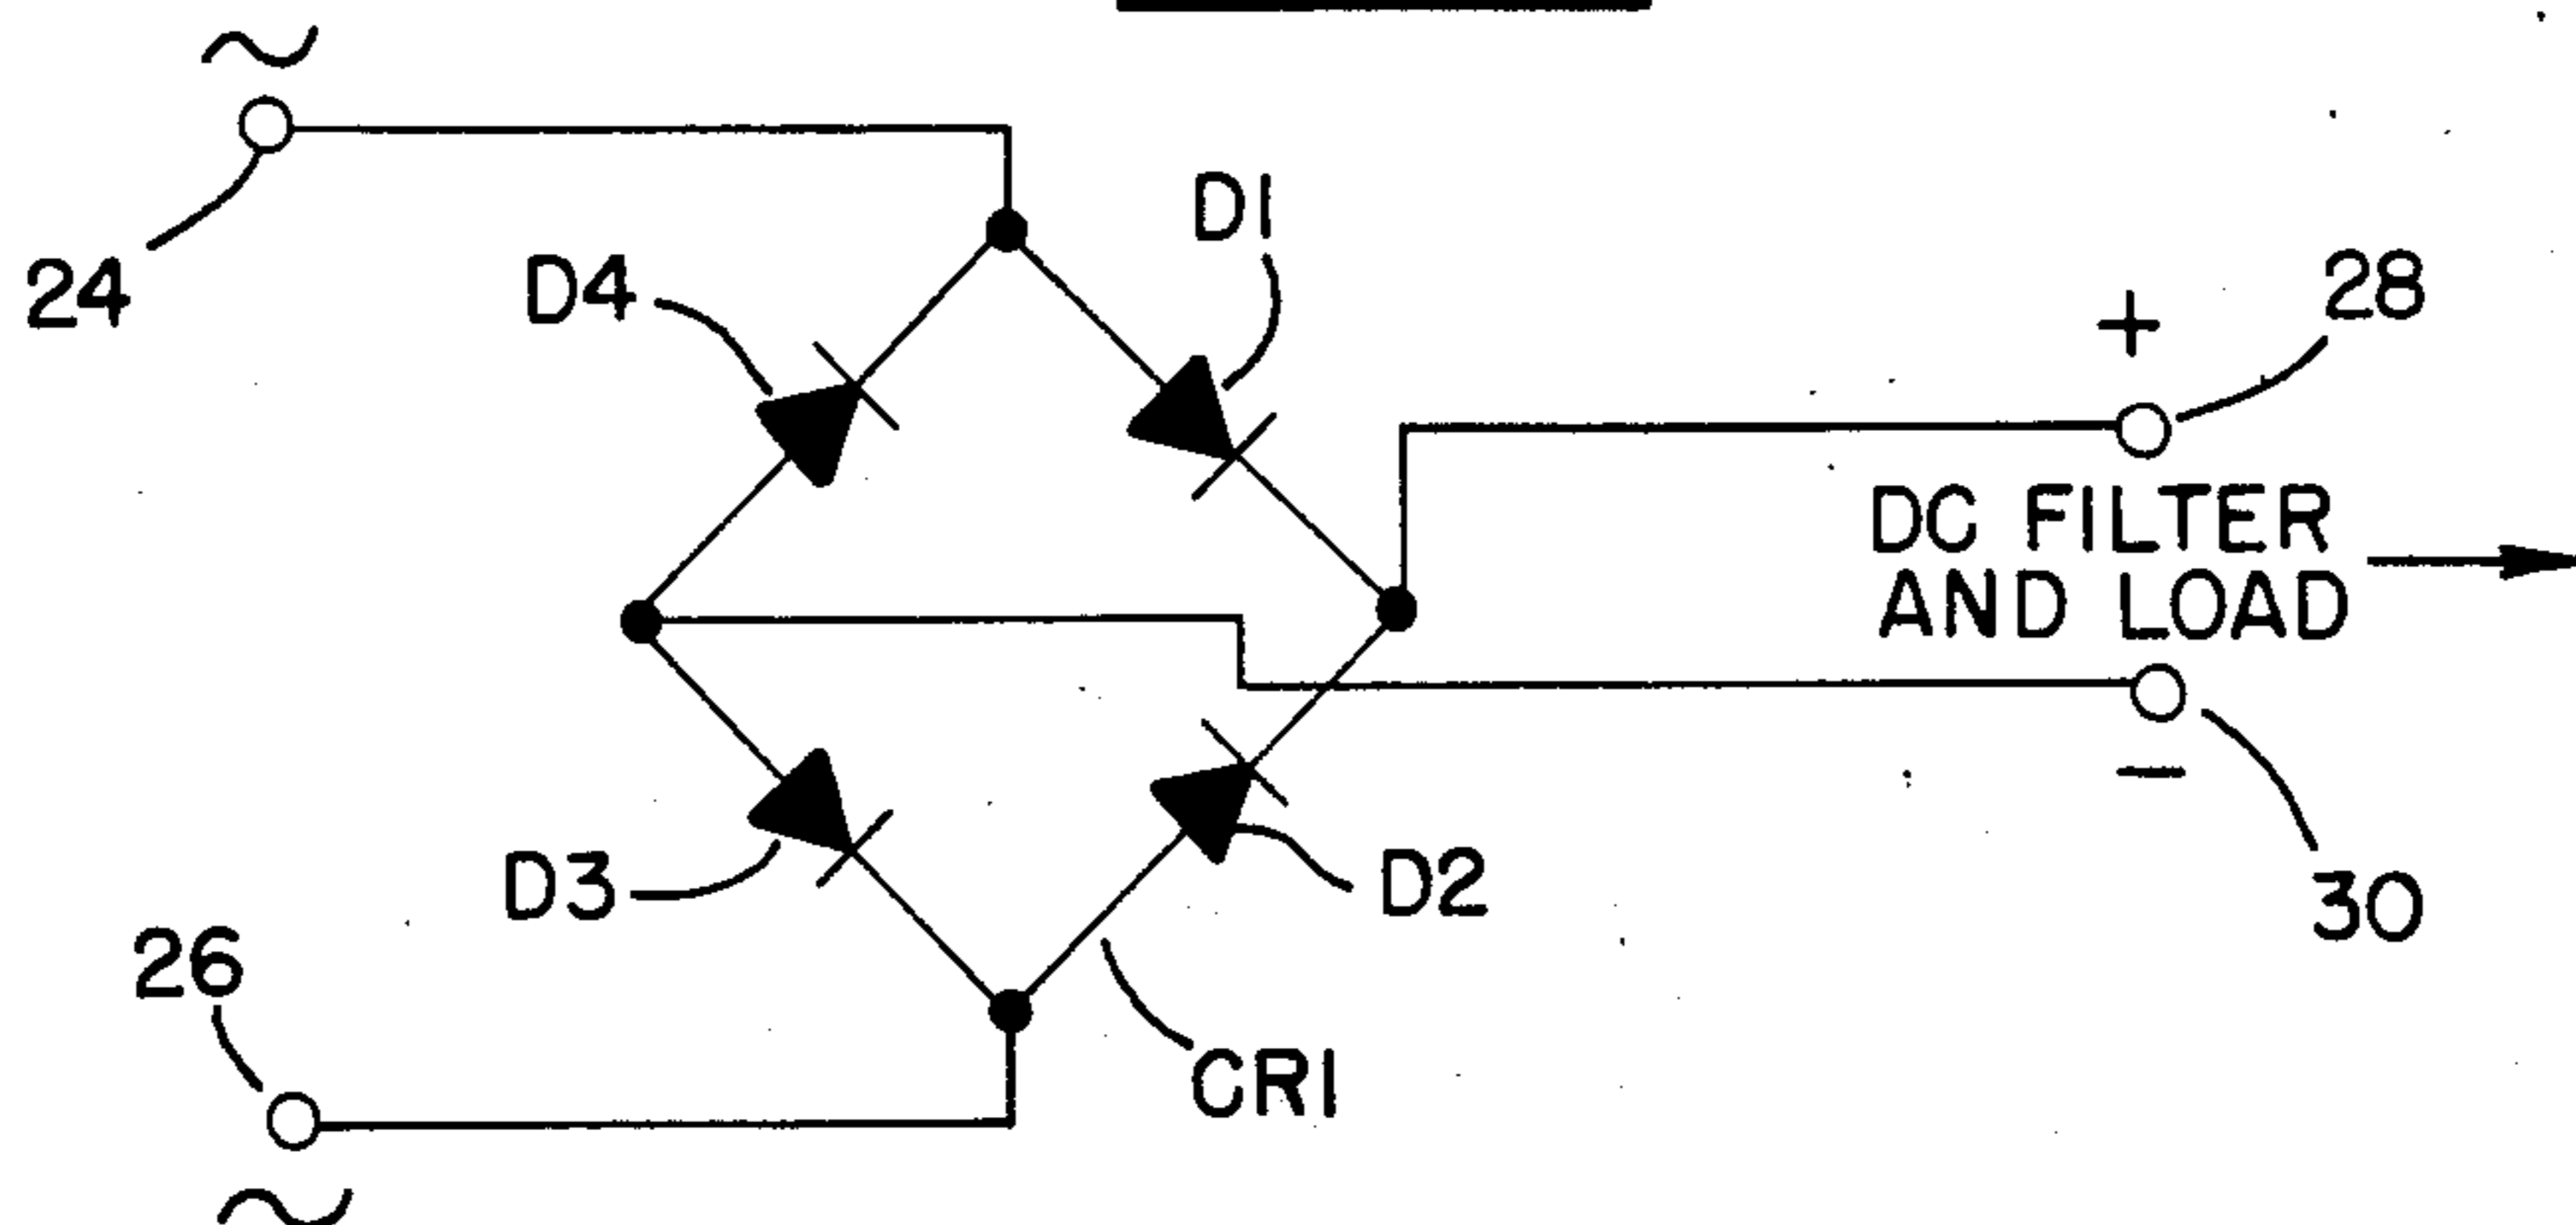 ~
24
D4
D1
+
28
DC FILTER
AND LOAD
−
30
D3
D2
26
CR1
~